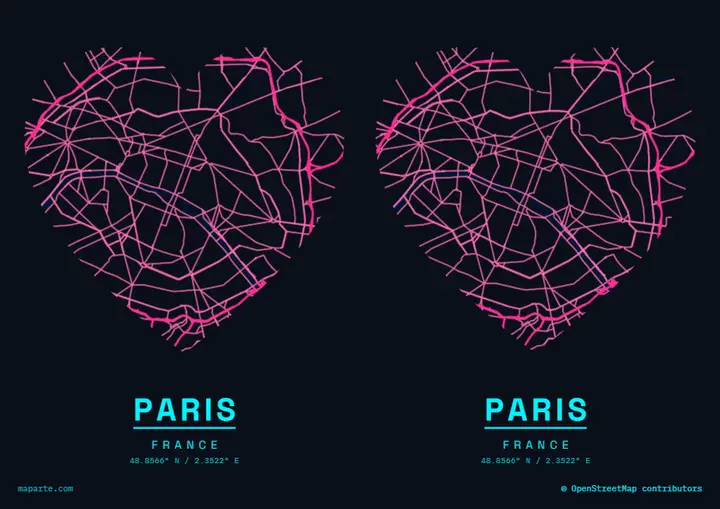 PARIS
FRANCE
48.8566° N / 2.3522° E
PARIS
FRANCE
48.8566° N / 2.3522° E
maparte.com
© OpenStreetMap contributors